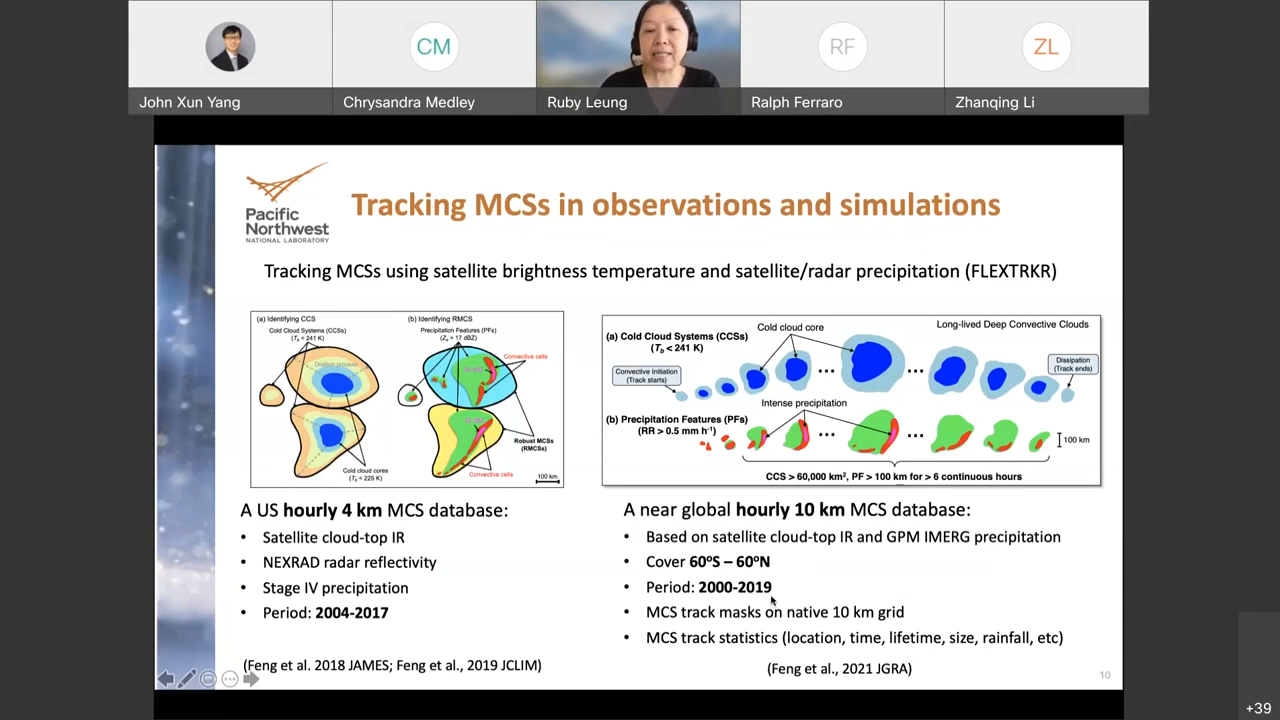 CM
RF
ZL
John Xun Yang
Chrysandra Medley
Ruby Leung
Ralph Ferraro
Zhanqing Li
Pacific
Northwest
NATIONAL LABORATORY
Tracking MCSs in observations and simulations
Tracking MCSs using satellite brightness temperature and satellite/radar precipitation (FLEXTRKR)
(a) Identifying CCS
Cold Cloud Systems (CCSs)
(Tb < 241 K)
Dilation process
Cold cloud cores
(Tb < 225 K)
(b) Identifying RMCS
Precipitation Features (PFs)
(Ze > 17 dBZ)
Convective cells
Robust MCSs
(RMCSs)
Convective cells
100 km
(a) Cold Cloud Systems (CCSs)
(Tb < 241 K)
Cold cloud core
Long-lived Deep Convective Clouds
Convective Initiation
(Track starts)
Dissipation
(Track ends)
(b) Precipitation Features (PFs)
(RR > 0.5 mm h-1)
Intense precipitation
100 km
CCS > 60,000 km², PF > 100 km for > 6 continuous hours
A US hourly 4 km MCS database:
• Satellite cloud-top IR
• NEXRAD radar reflectivity
• Stage IV precipitation
• Period: 2004-2017
(Feng et al. 2018 JAMES; Feng et al., 2019 JCLIM)
A near global hourly 10 km MCS database:
• Based on satellite cloud-top IR and GPM IMERG precipitation
• Cover 60ºS – 60ºN
• Period: 2000-2019
• MCS track masks on native 10 km grid
• MCS track statistics (location, time, lifetime, size, rainfall, etc)
(Feng et al., 2021 JGRA)
10
+39